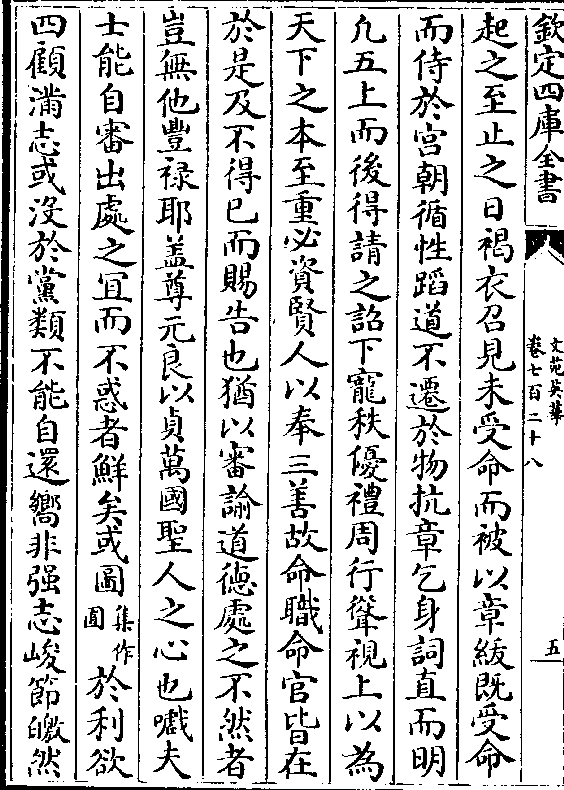 欽定四庫全書
文苑英華
卷七百二十八
五
起之至止之日褐衣召見未受命而被以章紱既受命
而侍於宫朝循性蹈道不遷於物抗章乞身詞直而明
凢五上而後得請之詔下寵秩優禮周行聳視上以為
天下之本至重必資賢人以奉三善故命職命官皆在
於是及不得已而賜告也猶以審諭道徳處之不然者
豈無他豐禄耶盖尊元良以貞萬國聖人之心也嚱夫
士能自審出處之宜而不惑者鮮矣或圖集作圄於利欲
四顧滿志或沒於黨類不能自還嚮非强志峻節皦然